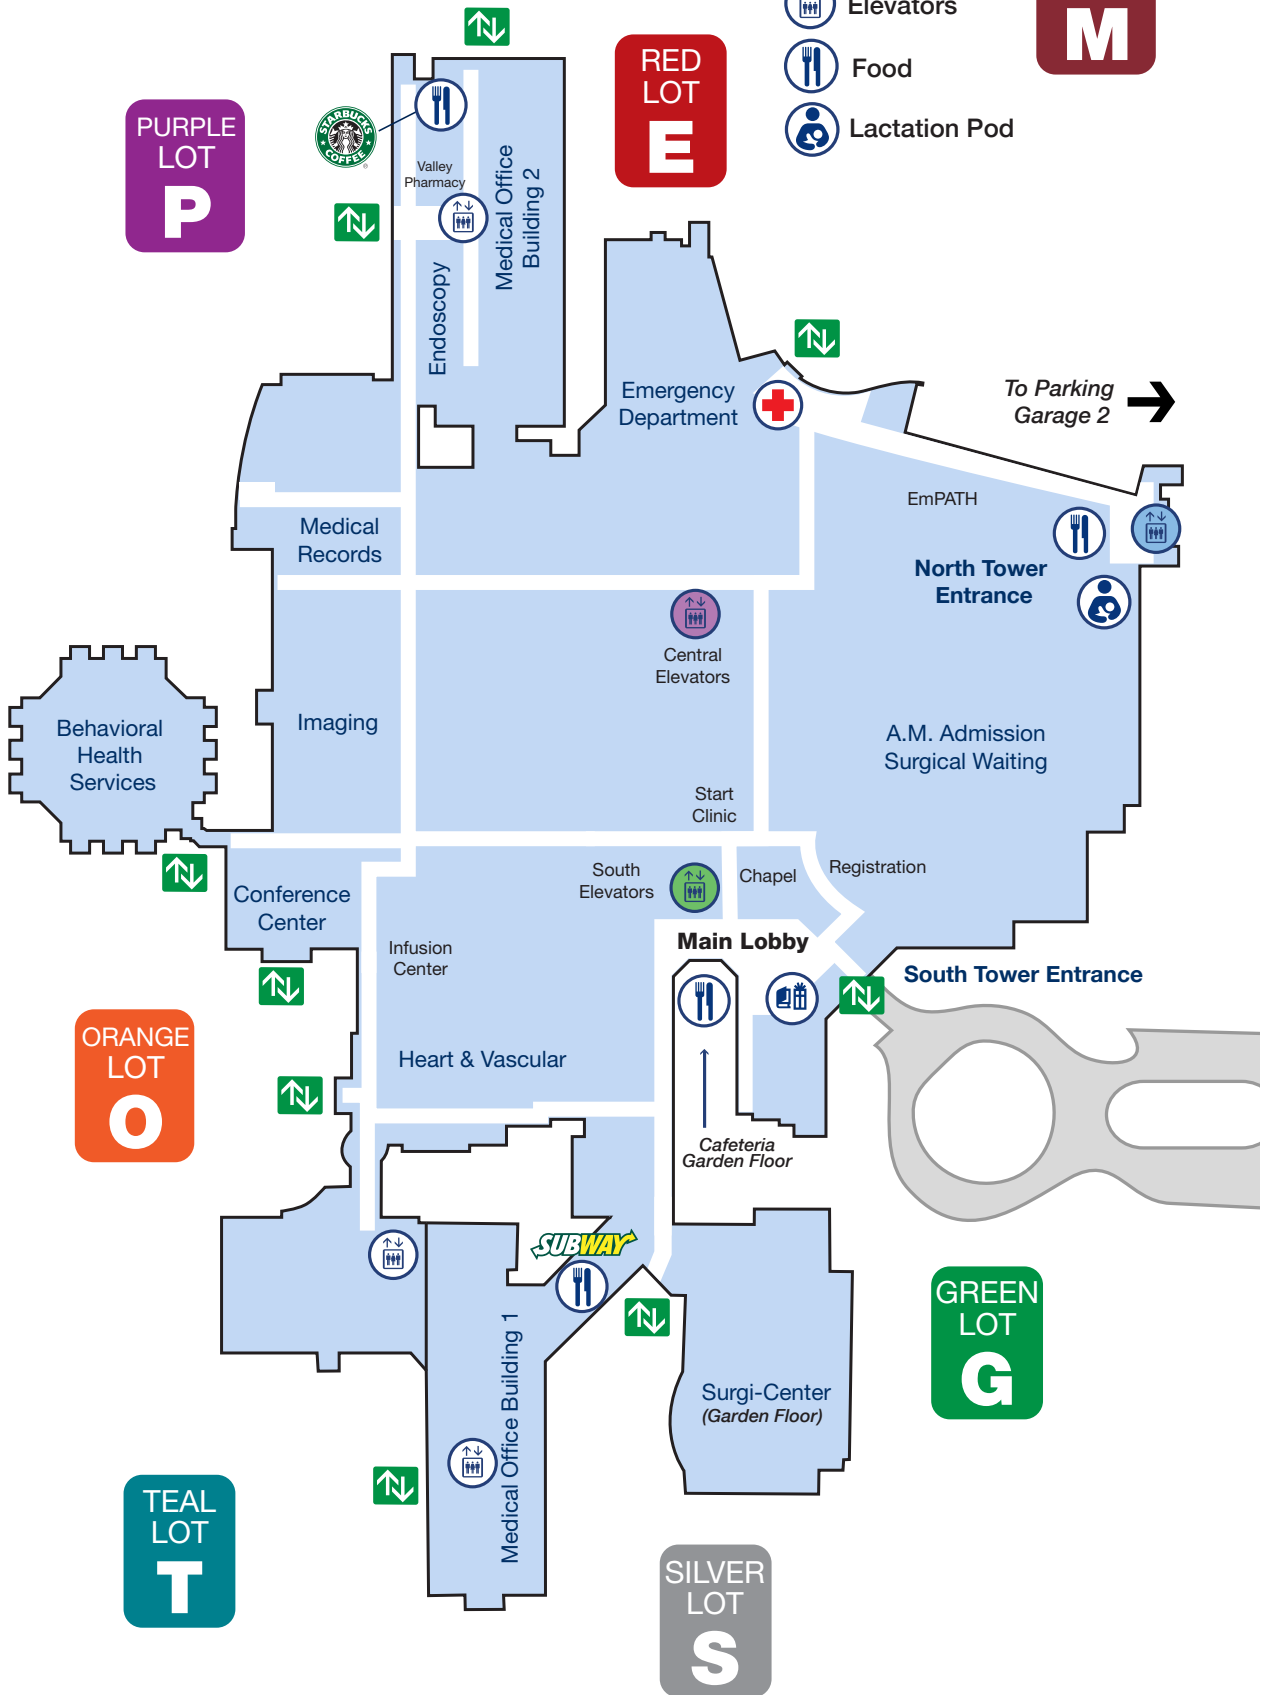 Elevators
M
Food
Lactation Pod
RED
LOT
E
PURPLE
LOT
P
STARBUCKS
COFFEE
Valley
Pharmacy
Medical Office
Building 2
Endoscopy
Emergency
Department
To Parking
Garage 2
EmPATH
Medical
Records
North Tower
Entrance
Central
Elevators
Behavioral
Health
Services
Imaging
A.M. Admission
Surgical Waiting
Start
Clinic
South
Elevators
Chapel
Registration
Conference
Center
Infusion
Center
Main Lobby
South Tower Entrance
ORANGE
LOT
O
Heart & Vascular
Cafeteria
Garden Floor
SUBWAY
GREEN
LOT
G
Medical Office Building 1
Surgi-Center
(Garden Floor)
TEAL
LOT
T
SILVER
LOT
S